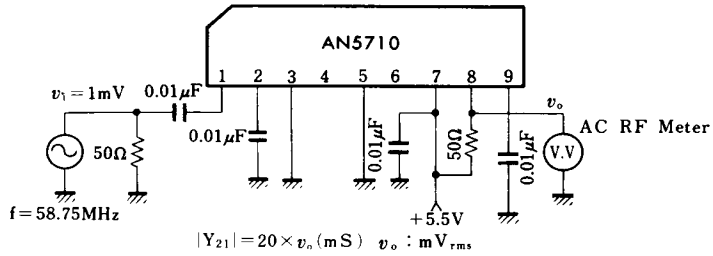 AN5710
1 2 3 4 5 6 7 8 9
v₁=1mV
0.01μF
0.01μF
50Ω
f=58.75MHz
0.01μF
50Ω
0.01μF
v₀
AC RF Meter
V.V
+5.5V
|Y₂₁|=20×v₀(mS) v₀:mVrms